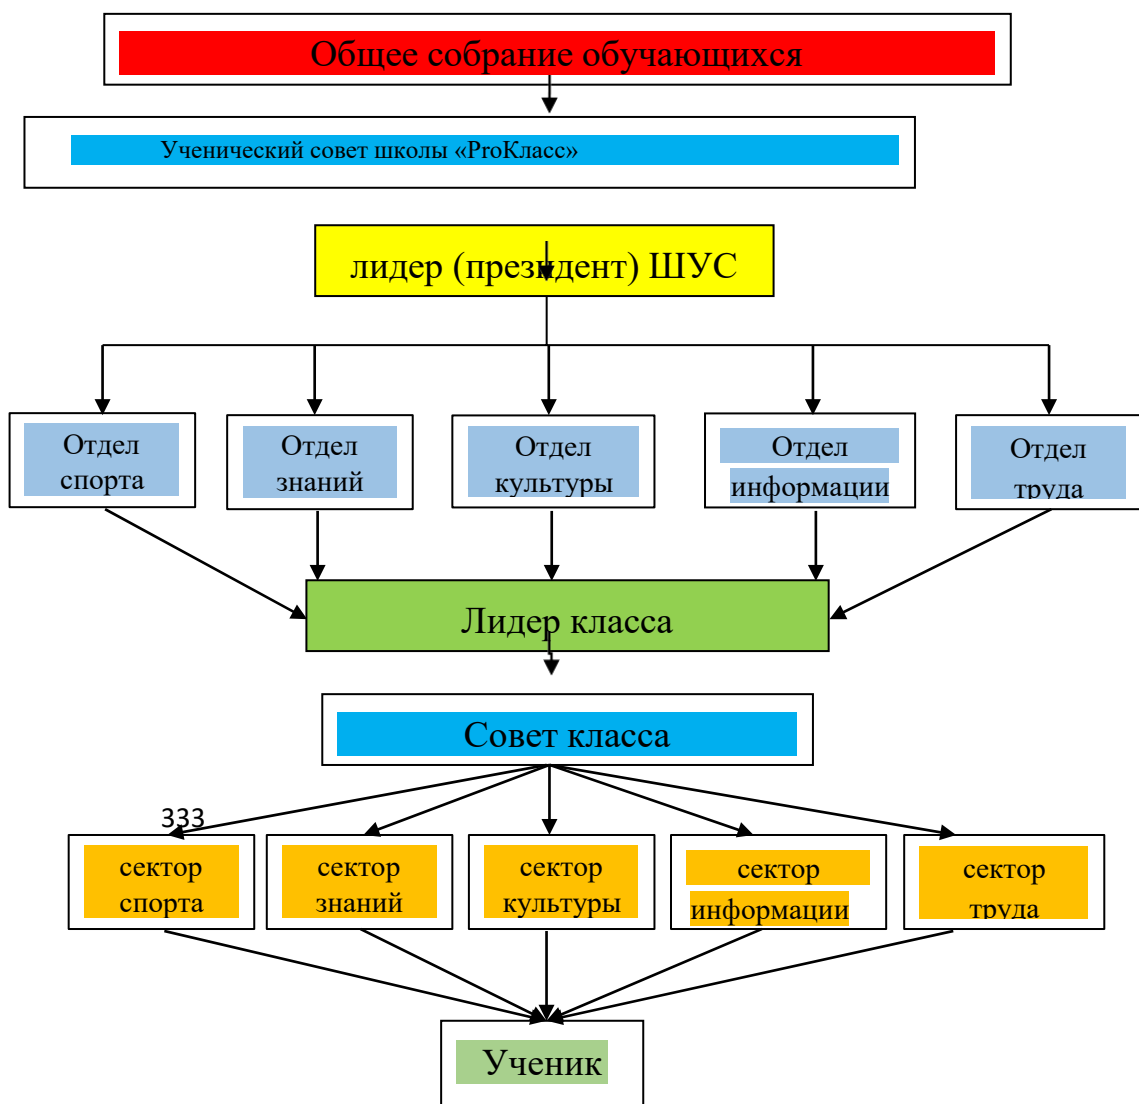 Общее собрание обучающихся
Ученический совет школы «ProКласс»
лидер (президент) ШУС
Отдел
спорта
Отдел
знаний
Отдел
культуры
Отдел
информации
Отдел
труда
Лидер класса
Совет класса
333
сектор
спорта
сектор
знаний
сектор
культуры
сектор
информации
сектор
труда
Ученик